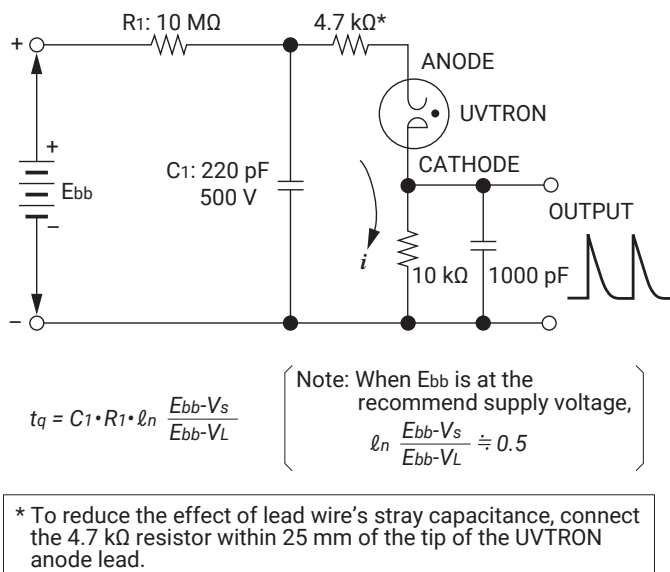 R1: 10 MΩ
4.7 kΩ*
+
ANODE
UVTRON
+
Ebb
−
C1: 220 pF
500 V
CATHODE
OUTPUT
i
10 kΩ
1000 pF
−
tq = C1•R1•ℓn Ebb-Vs / Ebb-VL
Note: When Ebb is at the
recommend supply voltage,
ℓn Ebb-Vs / Ebb-VL ≒ 0.5
* To reduce the effect of lead wire's stray capacitance, connect
the 4.7 kΩ resistor within 25 mm of the tip of the UVTRON
anode lead.